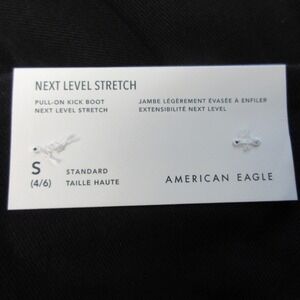 NEXT LEVEL STRETCH
PULL-ON KICK BOOT
NEXT LEVEL STRETCH
JAMBE LÉGÈREMENT ÉVASÉE À ENFILER
EXTENSIBILITÉ NEXT LEVEL
S
(4/6)
STANDARD
TAILLE HAUTE
AMERICAN EAGLE